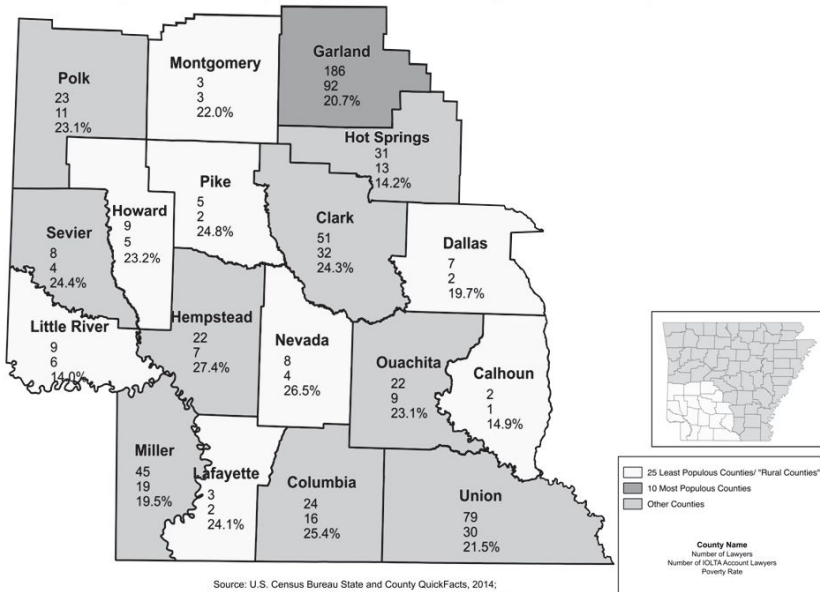 Garland
186
92
20.7%
Montgomery
3
3
22.0%
Polk
23
11
23.1%
Hot Springs
31
13
14.2%
Pike
5
2
24.8%
Howard
9
5
23.2%
Clark
51
32
24.3%
Sevier
8
4
24.4%
Dallas
7
2
19.7%
Little River
9
6
14.0%
Hempstead
22
7
27.4%
Nevada
8
4
26.5%
Ouachita
22
9
23.1%
Calhoun
2
1
14.9%
Miller
45
19
19.5%
Lafayette
3
2
24.1%
Columbia
24
16
25.4%
Union
79
30
21.5%
25 Least Populous Counties/ "Rural Counties"
10 Most Populous Counties
Other Counties
County Name
Number of Lawyers
Number of IOLTA Account Lawyers
Poverty Rate
Source: U.S. Census Bureau State and County QuickFacts, 2014;